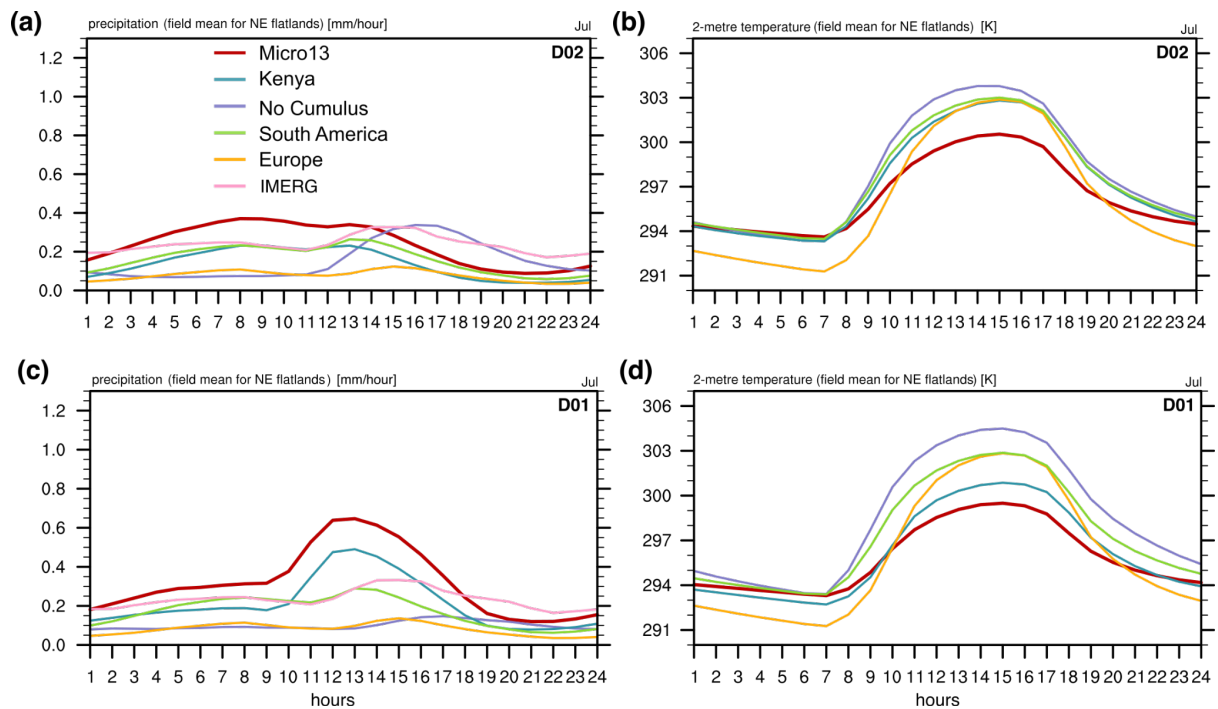 (a)
precipitation (field mean for NE flatlands) [mm/hour]
Jul
D02
1.2
1.0
0.8
0.6
0.4
0.2
0.0
Micro13
Kenya
No Cumulus
South America
Europe
IMERG
1 2 3 4 5 6 7 8 9 10 11 12 13 14 15 16 17 18 19 20 21 22 23 24
(b)
2-metre temperature (field mean for NE flatlands) [K]
Jul
D02
306
303
300
297
294
291
1 2 3 4 5 6 7 8 9 10 11 12 13 14 15 16 17 18 19 20 21 22 23 24
(c)
precipitation (field mean for NE flatlands) [mm/hour]
Jul
D01
1.2
1.0
0.8
0.6
0.4
0.2
0.0
1 2 3 4 5 6 7 8 9 10 11 12 13 14 15 16 17 18 19 20 21 22 23 24
hours
(d)
2-metre temperature (field mean for NE flatlands) [K]
Jul
D01
306
303
300
297
294
291
1 2 3 4 5 6 7 8 9 10 11 12 13 14 15 16 17 18 19 20 21 22 23 24
hours